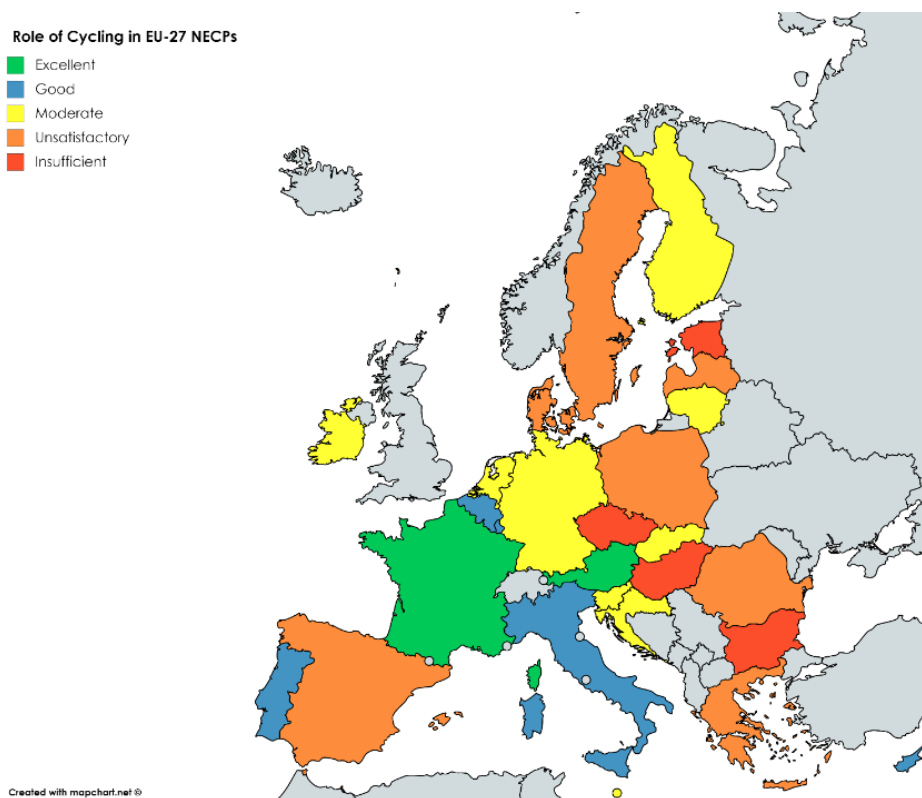 Role of Cycling in EU-27 NECPs
Excellent
Good
Moderate
Unsatisfactory
Insufficient
Created with mapchart.net ©